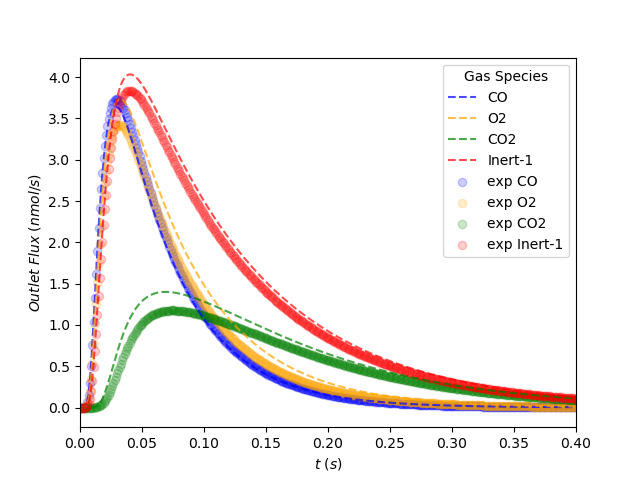 Outlet Flux (nmol/s)
4.0
3.5
3.0
2.5
2.0
1.5
1.0
0.5
0.0
Gas Species
CO
O2
CO2
Inert-1
exp CO
exp O2
exp CO2
exp Inert-1
0.00 0.05 0.10 0.15 0.20 0.25 0.30 0.35 0.40
t (s)